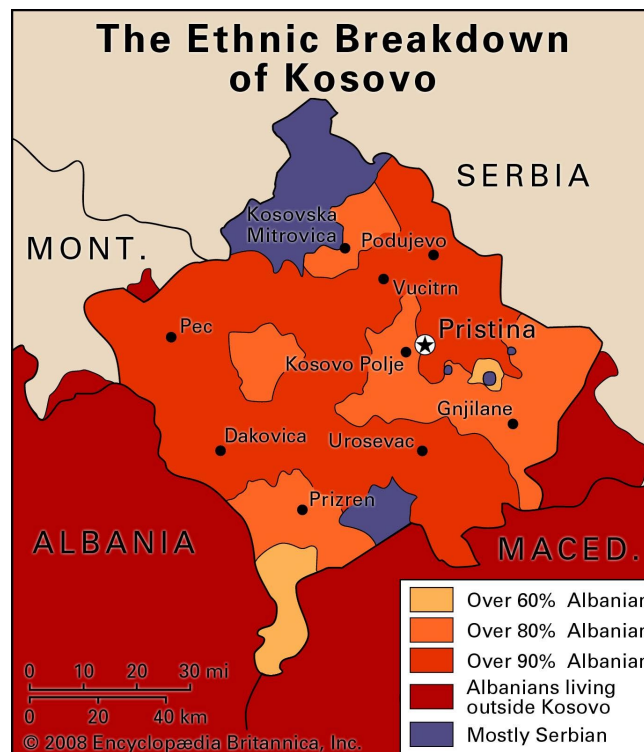 The Ethnic Breakdown
of Kosovo
SERBIA
MONT.
Kosovska
Mitrovica
Podujevo
Vucitrn
Pec
Pristina
Kosovo Polje
Gnjilane
Dakovica
Urosevac
Prizren
ALBANIA
MACED.
Over 60% Albanian
Over 80% Albanian
Over 90% Albanian
Albanians living
outside Kosovo
Mostly Serbian
0 10 20 30 mi
0 20 40 km
© 2008 Encyclopædia Britannica, Inc.